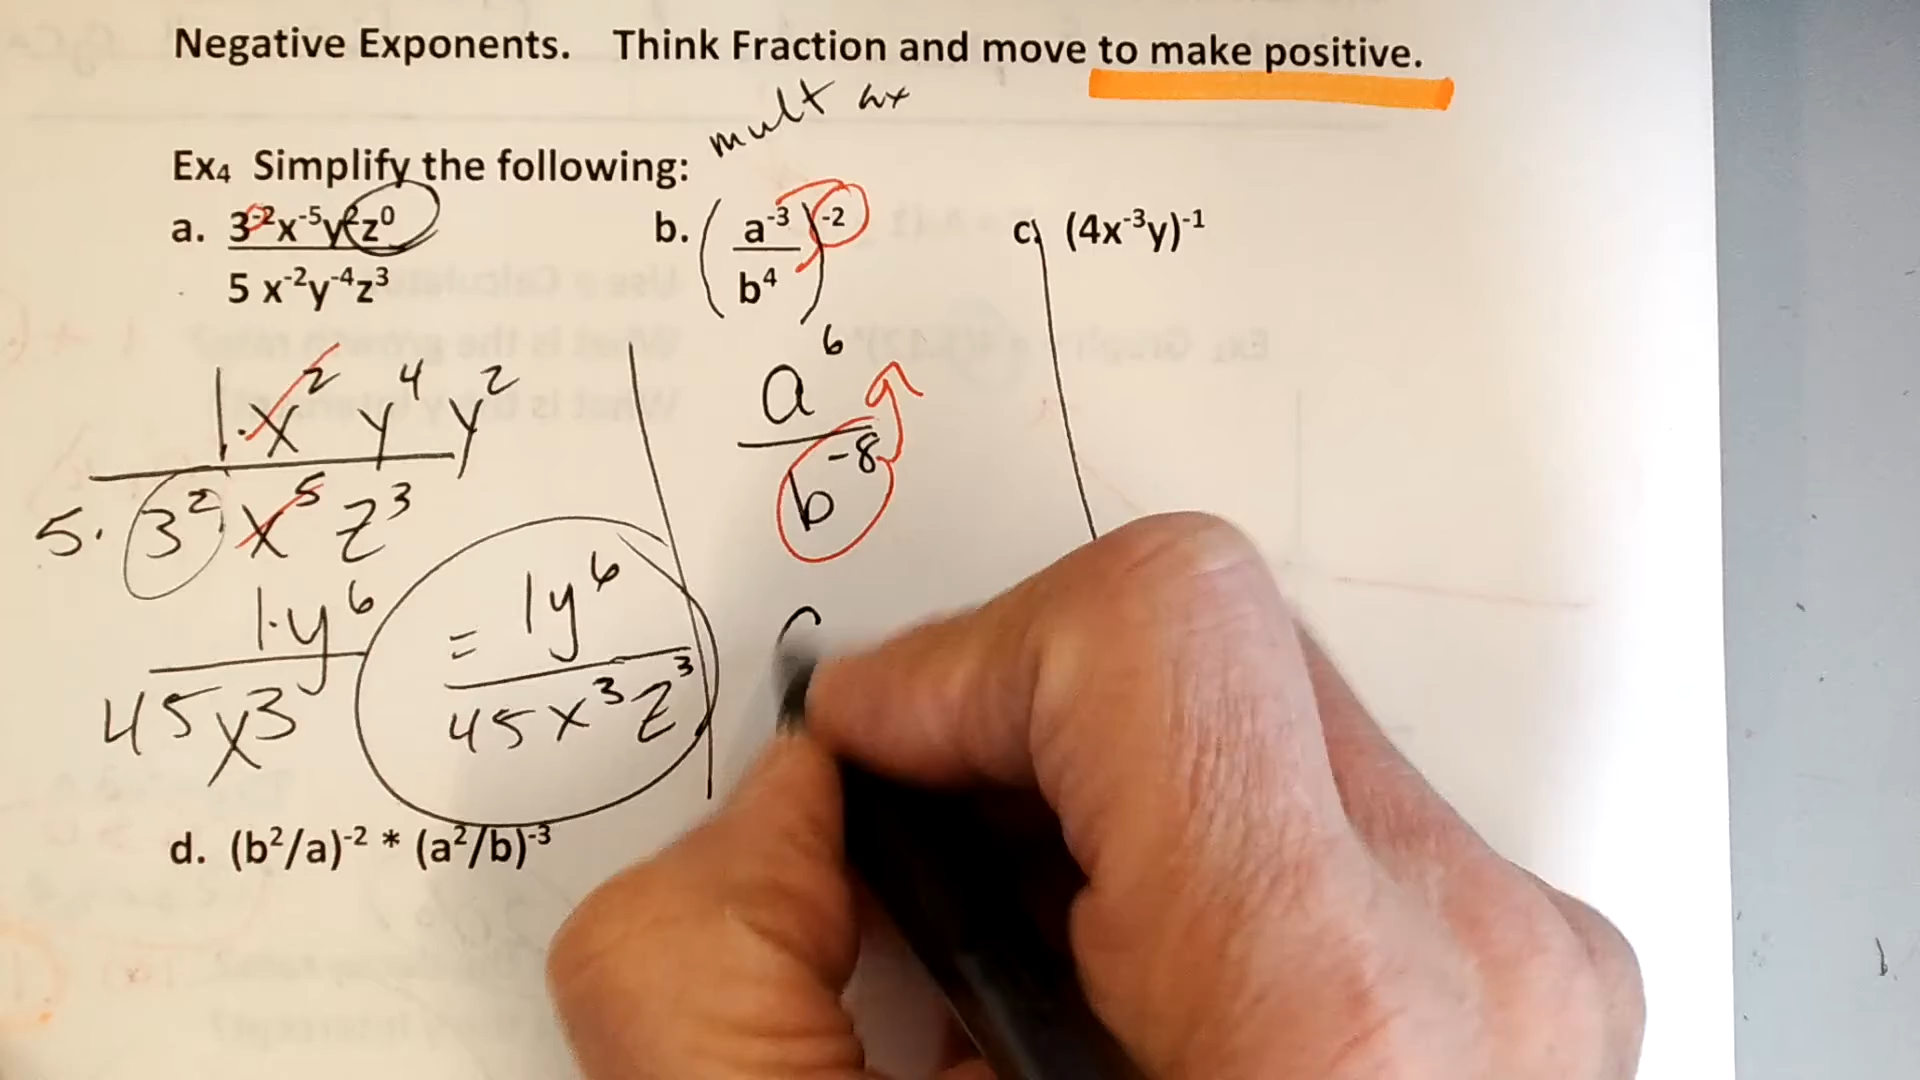 Negative Exponents. Think Fraction and move to make positive.
mult
Ex4 Simplify the following:
a. 3⁻²x⁻⁵y²z⁰
5 x⁻²y⁻⁴z³
b. (a⁻³)⁻²
b⁴
c. (4x⁻³y)⁻¹
1·x² y⁴ y²
5·3² x⁵ z³
1·y⁶
45x3
= 1y⁶
45x³z³
a⁶
b⁻⁸
d. (b²/a)⁻² * (a²/b)⁻³